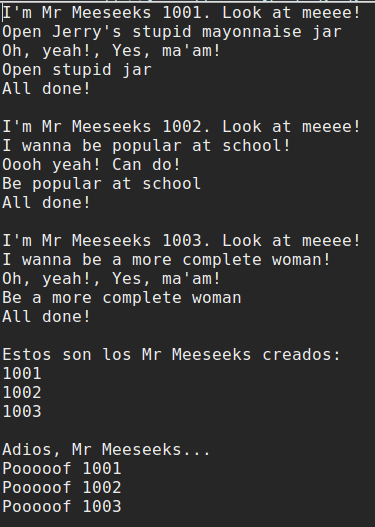 I'm Mr Meeseeks 1001. Look at meeee!
Open Jerry's stupid mayonnaise jar
Oh, yeah!, Yes, ma'am!
Open stupid jar
All done!

I'm Mr Meeseeks 1002. Look at meeee!
I wanna be popular at school!
Oooh yeah! Can do!
Be popular at school
All done!

I'm Mr Meeseeks 1003. Look at meeee!
I wanna be a more complete woman!
Oh, yeah!, Yes, ma'am!
Be a more complete woman
All done!

Estos son los Mr Meeseeks creados:
1001
1002
1003

Adios, Mr Meeseeks...
Pooooof 1001
Pooooof 1002
Pooooof 1003